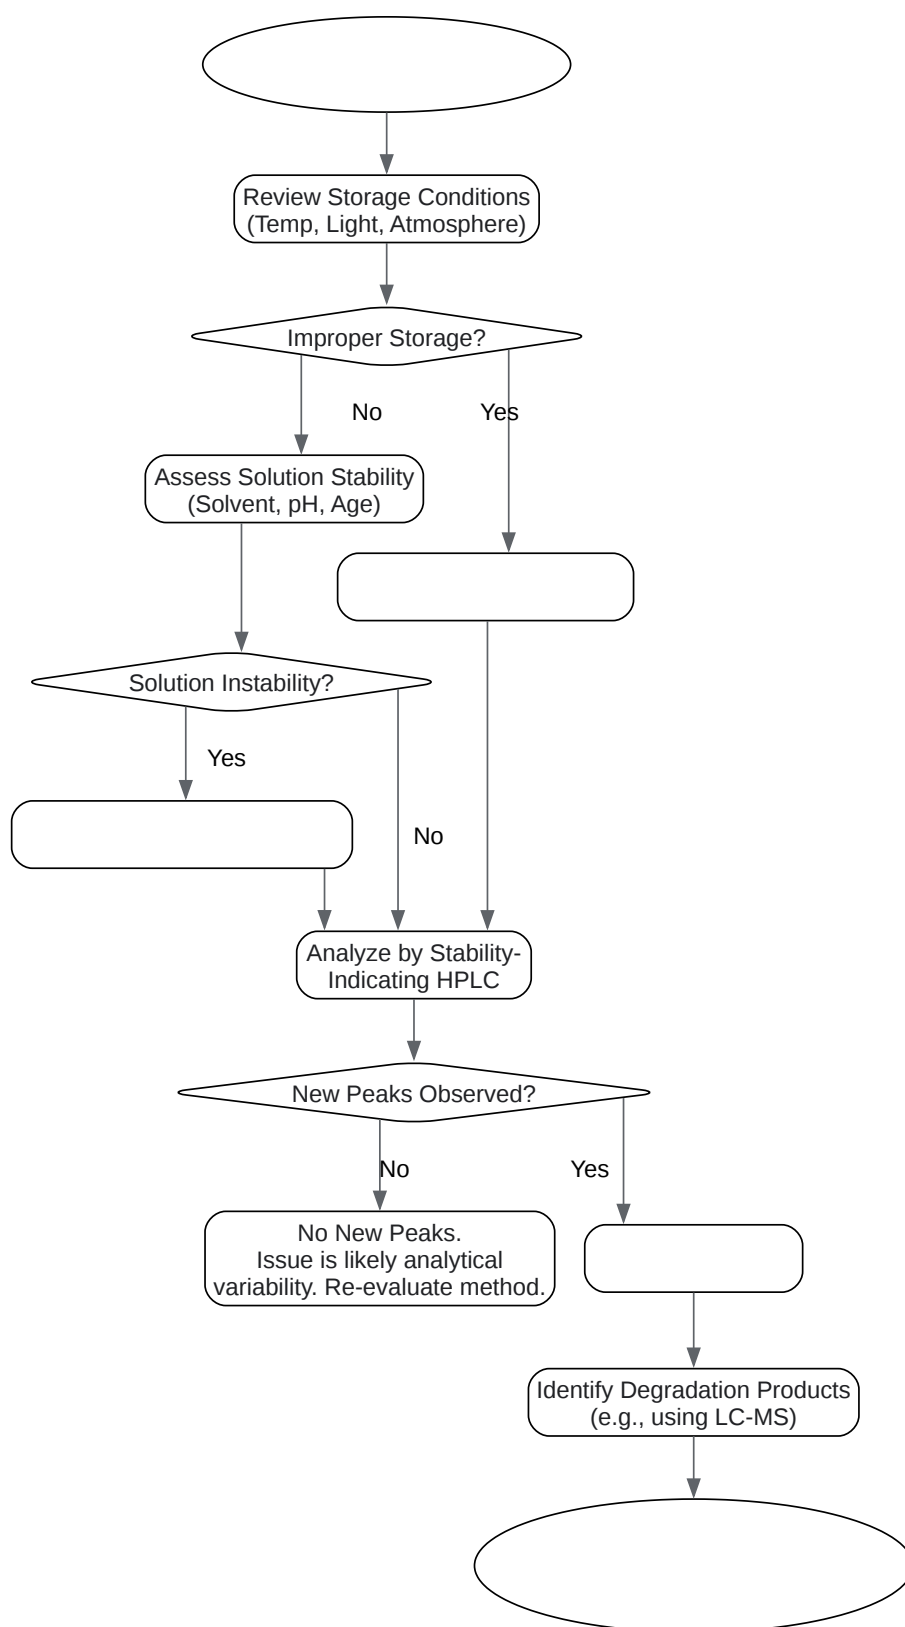 Review Storage Conditions
(Temp, Light, Atmosphere)
Improper Storage?
No
Yes
Assess Solution Stability
(Solvent, pH, Age)
Solution Instability?
Yes
No
Analyze by Stability-
Indicating HPLC
New Peaks Observed?
No
Yes
No New Peaks.
Issue is likely analytical
variability. Re-evaluate method.
Identify Degradation Products
(e.g., using LC-MS)